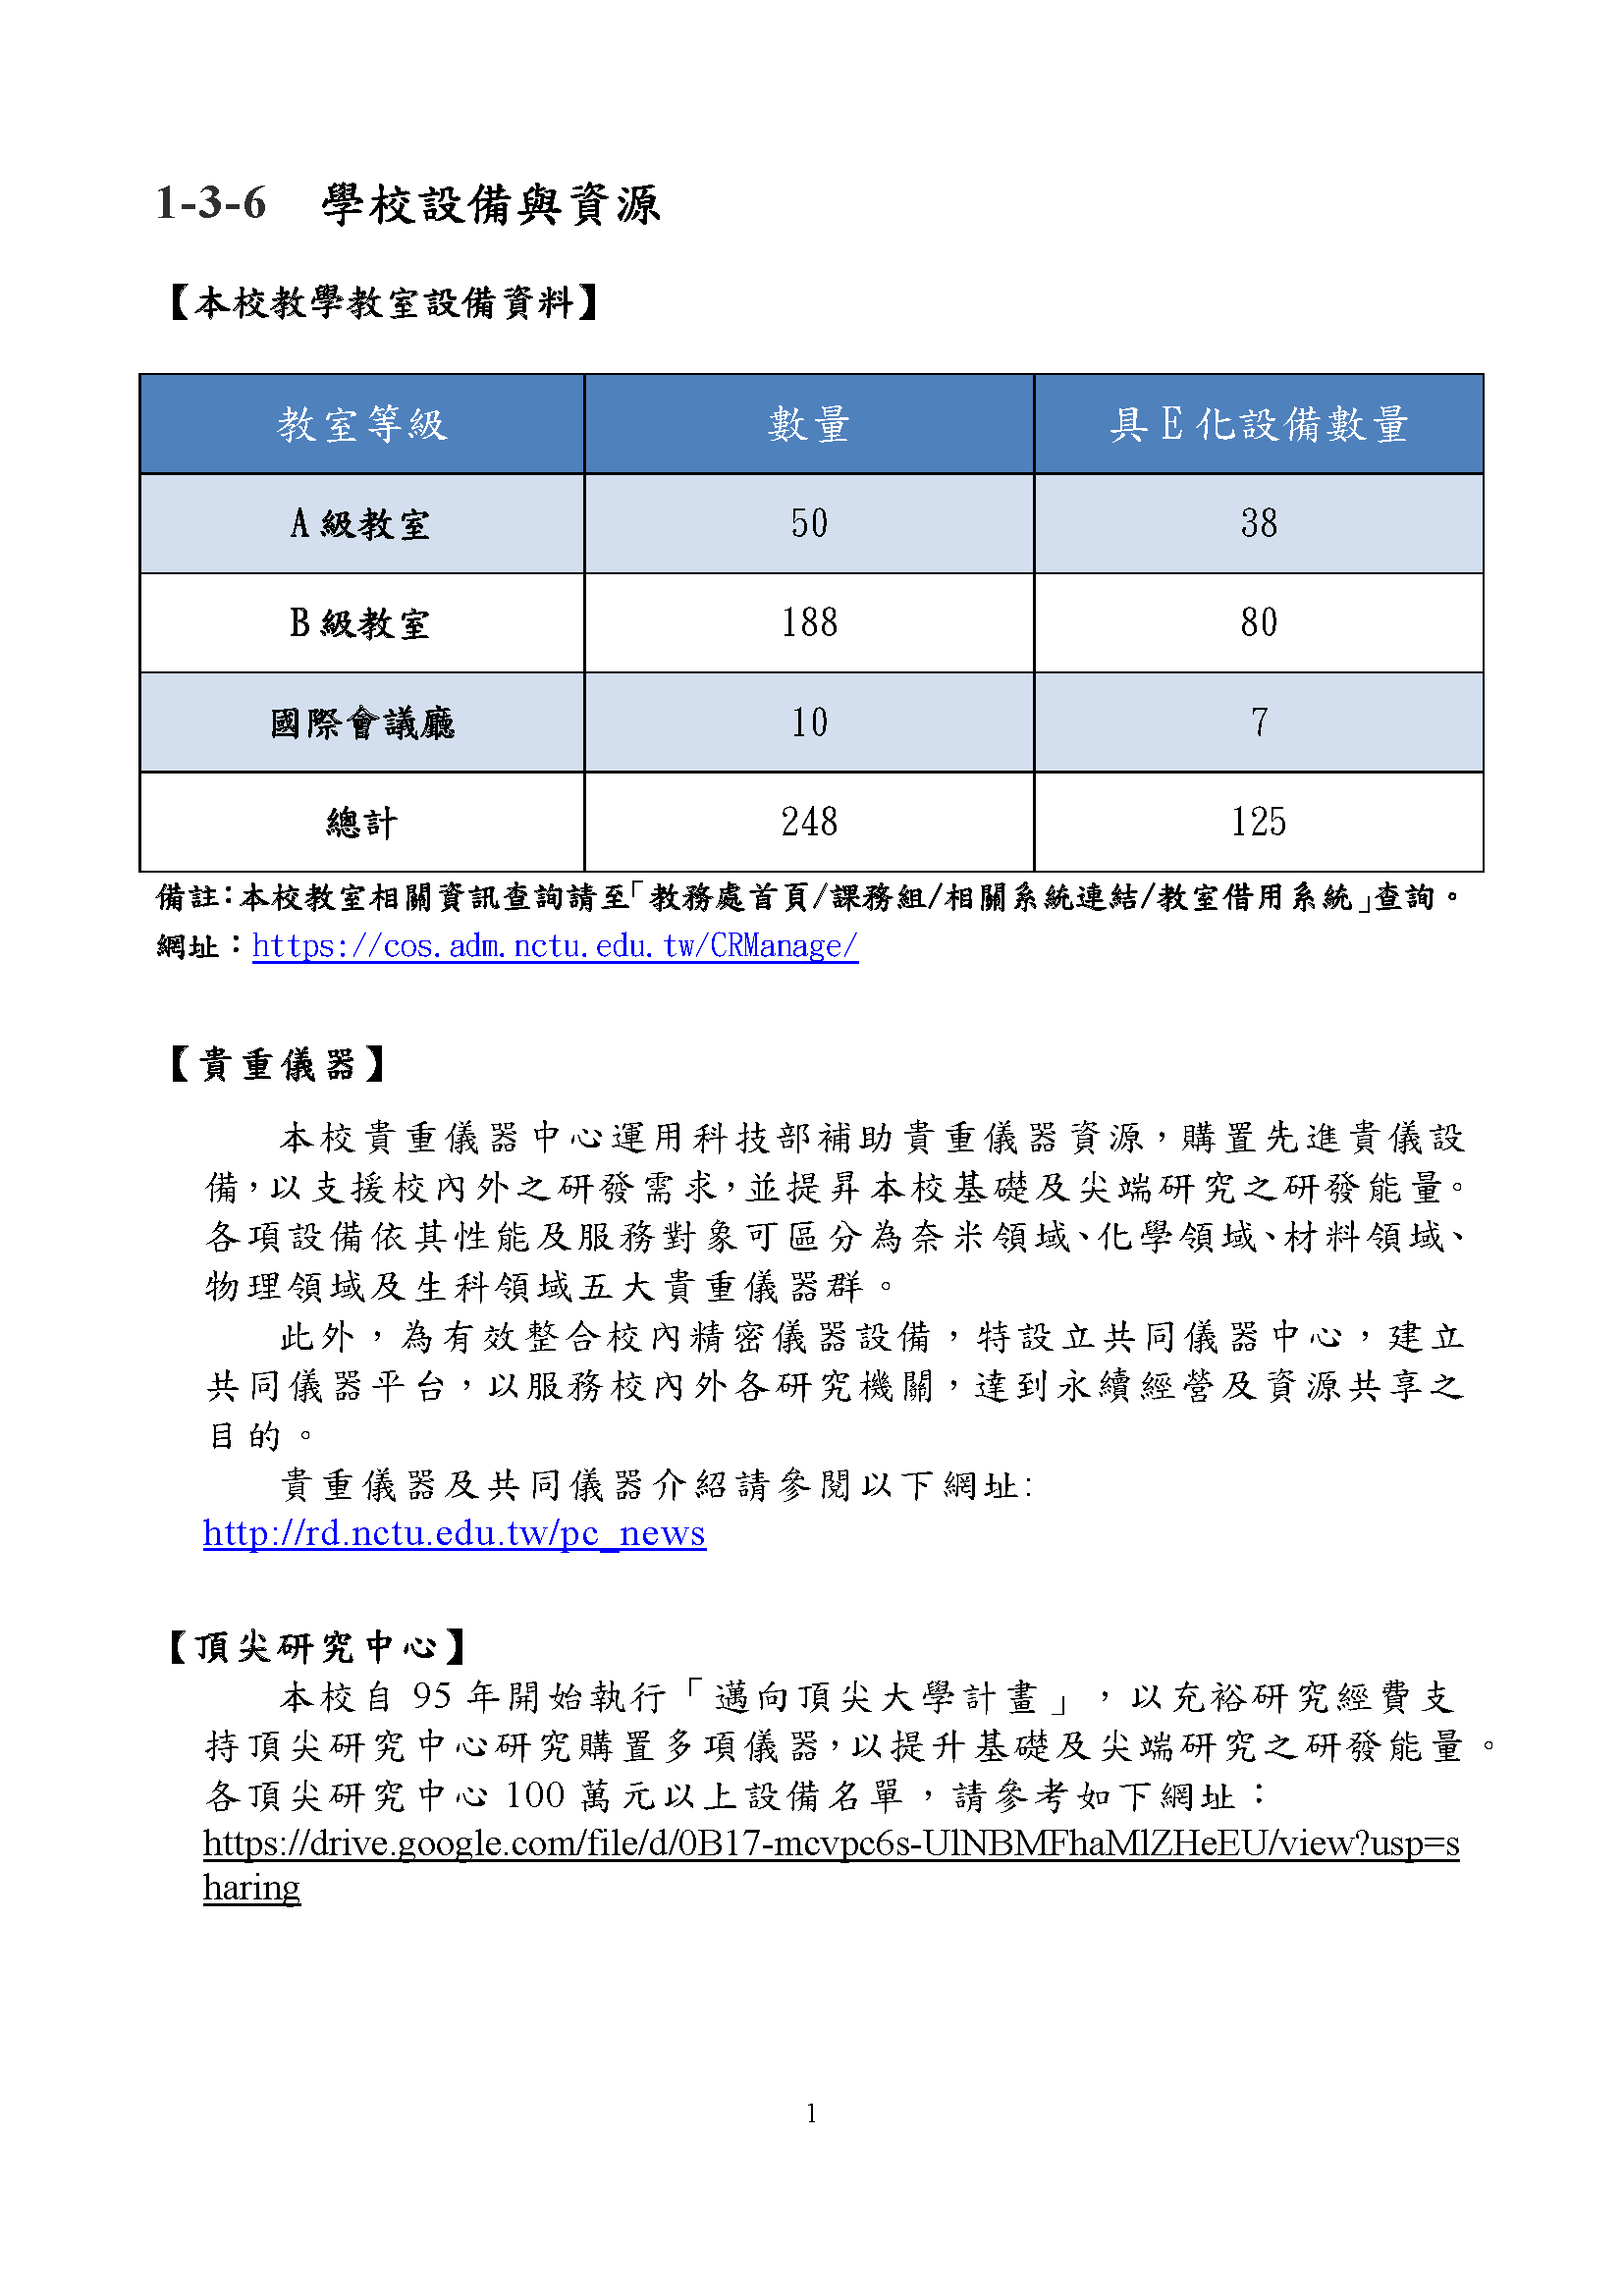 1-3-6 學校設備與資源
【本校教學教室設備資料】
教室等級 數量 具E化設備數量
A級教室 50 38
B級教室 188 80
國際會議廳 10 7
總計 248 125
備註：本校教室相關資訊查詢請至「教務處首頁/課務組/相關系統連結/教室借用系統」查詢。
網址：https://cos.adm.nctu.edu.tw/CRManage/
【貴重儀器】
本校貴重儀器中心運用科技部補助貴重儀器資源，購置先進貴儀設
備，以支援校內外之研發需求，並提昇本校基礎及尖端研究之研發能量。
各項設備依其性能及服務對象可區分為奈米領域、化學領域、材料領域、
物理領域及生科領域五大貴重儀器群。
此外，為有效整合校內精密儀器設備，特設立共同儀器中心，建立
共同儀器平台，以服務校內外各研究機關，達到永續經營及資源共享之
目的。
貴重儀器及共同儀器介紹請參閱以下網址:
http://rd.nctu.edu.tw/pc_news
【頂尖研究中心】
本校自 95 年開始執行「邁向頂尖大學計畫」，以充裕研究經費支
持頂尖研究中心研究購置多項儀器，以提升基礎及尖端研究之研發能量。
各頂尖研究中心 100 萬元以上設備名單，請參考如下網址：
https://drive.google.com/file/d/0B17-mcvpc6s-UlNBMFhaMlZHeEU/view?usp=s
haring
1